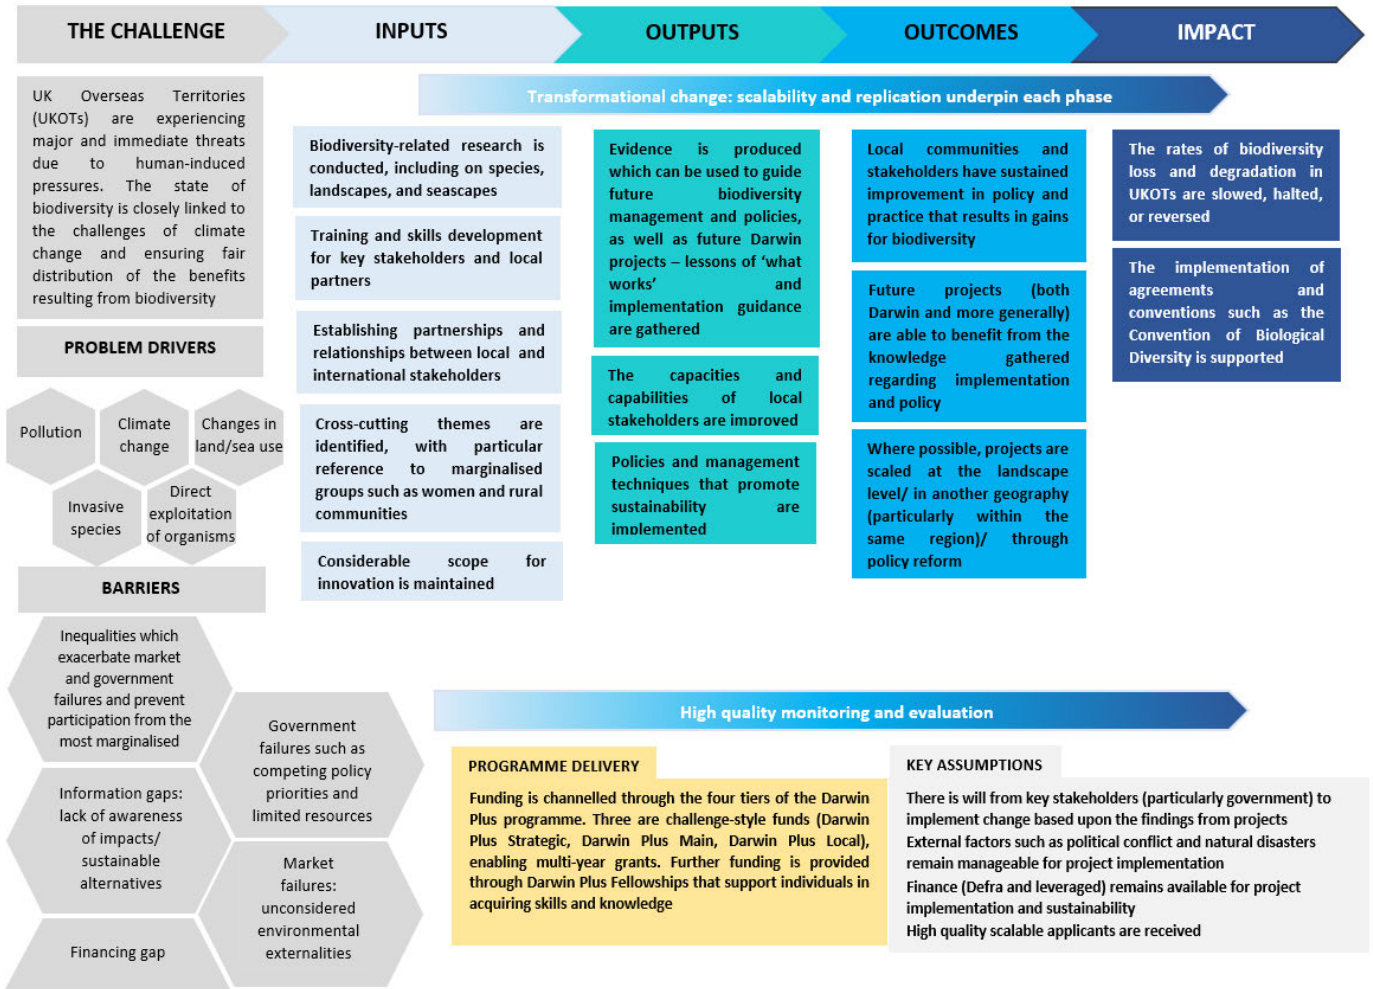 THE CHALLENGE
INPUTS
OUTPUTS
OUTCOMES
IMPACT
Transformational change: scalability and replication underpin each phase
UK Overseas Territories
(UKOTs) are experiencing
major and immediate threats
due to human-induced
pressures. The state of
biodiversity is closely linked to
the challenges of climate
change and ensuring fair
distribution of the benefits
resulting from biodiversity
PROBLEM DRIVERS
Pollution
Climate
change
Changes in
land/sea use
Invasive
species
Direct
exploitation
of organisms
BARRIERS
Inequalities which
exacerbate market
and government
failures and prevent
participation from the
most marginalised
Government
failures such as
competing policy
priorities and
limited resources
Information gaps:
lack of awareness
of impacts/
sustainable
alternatives
Market
failures:
unconsidered
environmental
externalities
Financing gap
Biodiversity-related research is
conducted, including on species,
landscapes, and seascapes
Training and skills development
for key stakeholders and local
partners
Establishing partnerships and
relationships between local and
international stakeholders
Cross-cutting themes are
identified, with particular
reference to marginalised
groups such as women and rural
communities
Considerable scope for
innovation is maintained
Evidence is produced
which can be used to guide
future biodiversity
management and policies,
as well as future Darwin
projects – lessons of ‘what
works’ and
implementation guidance
are gathered
The capacities and
capabilities of local
stakeholders are improved
Policies and management
techniques that promote
sustainability are
implemented
Local communities and
stakeholders have sustained
improvement in policy and
practice that results in gains
for biodiversity
Future projects (both
Darwin and more generally)
are able to benefit from the
knowledge gathered
regarding implementation
and policy
Where possible, projects are
scaled at the landscape
level/ in another geography
(particularly within the
same region)/ through
policy reform
The rates of biodiversity
loss and degradation in
UKOTs are slowed, halted,
or reversed
The implementation of
agreements and
conventions such as the
Convention of Biological
Diversity is supported
High quality monitoring and evaluation
PROGRAMME DELIVERY
Funding is channelled through the four tiers of the Darwin
Plus programme. Three are challenge-style funds (Darwin
Plus Strategic, Darwin Plus Main, Darwin Plus Local),
enabling multi-year grants. Further funding is provided
through Darwin Plus Fellowships that support individuals in
acquiring skills and knowledge
KEY ASSUMPTIONS
There is will from key stakeholders (particularly government) to
implement change based upon the findings from projects
External factors such as political conflict and natural disasters
remain manageable for project implementation
Finance (Defra and leveraged) remains available for project
implementation and sustainability
High quality scalable applicants are received